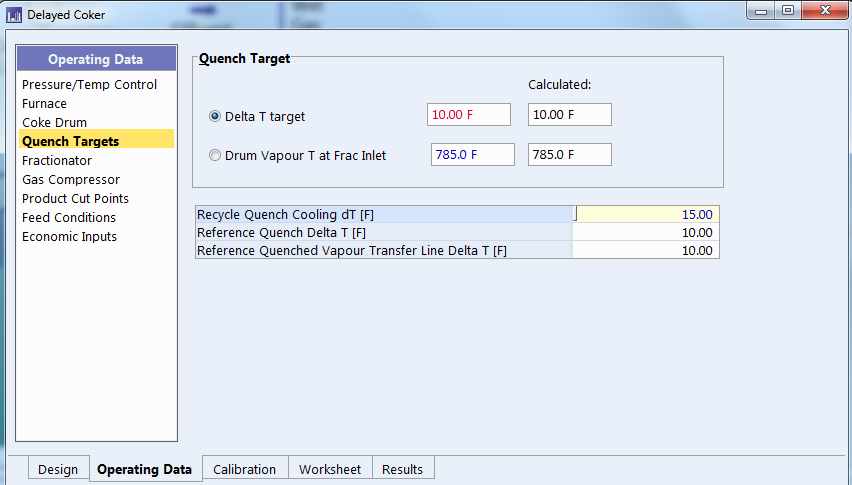 Delayed Coker
Operating Data
Pressure/Temp Control
Furnace
Coke Drum
Quench Targets
Fractionator
Gas Compressor
Product Cut Points
Feed Conditions
Economic Inputs
Quench Target
Calculated:
Delta T target 10.00 F 10.00 F
Drum Vapour T at Frac Inlet 785.0 F 785.0 F
Recycle Quench Cooling dT [F] 15.00
Reference Quench Delta T [F] 10.00
Reference Quenched Vapour Transfer Line Delta T [F] 10.00
Design Operating Data Calibration Worksheet Results